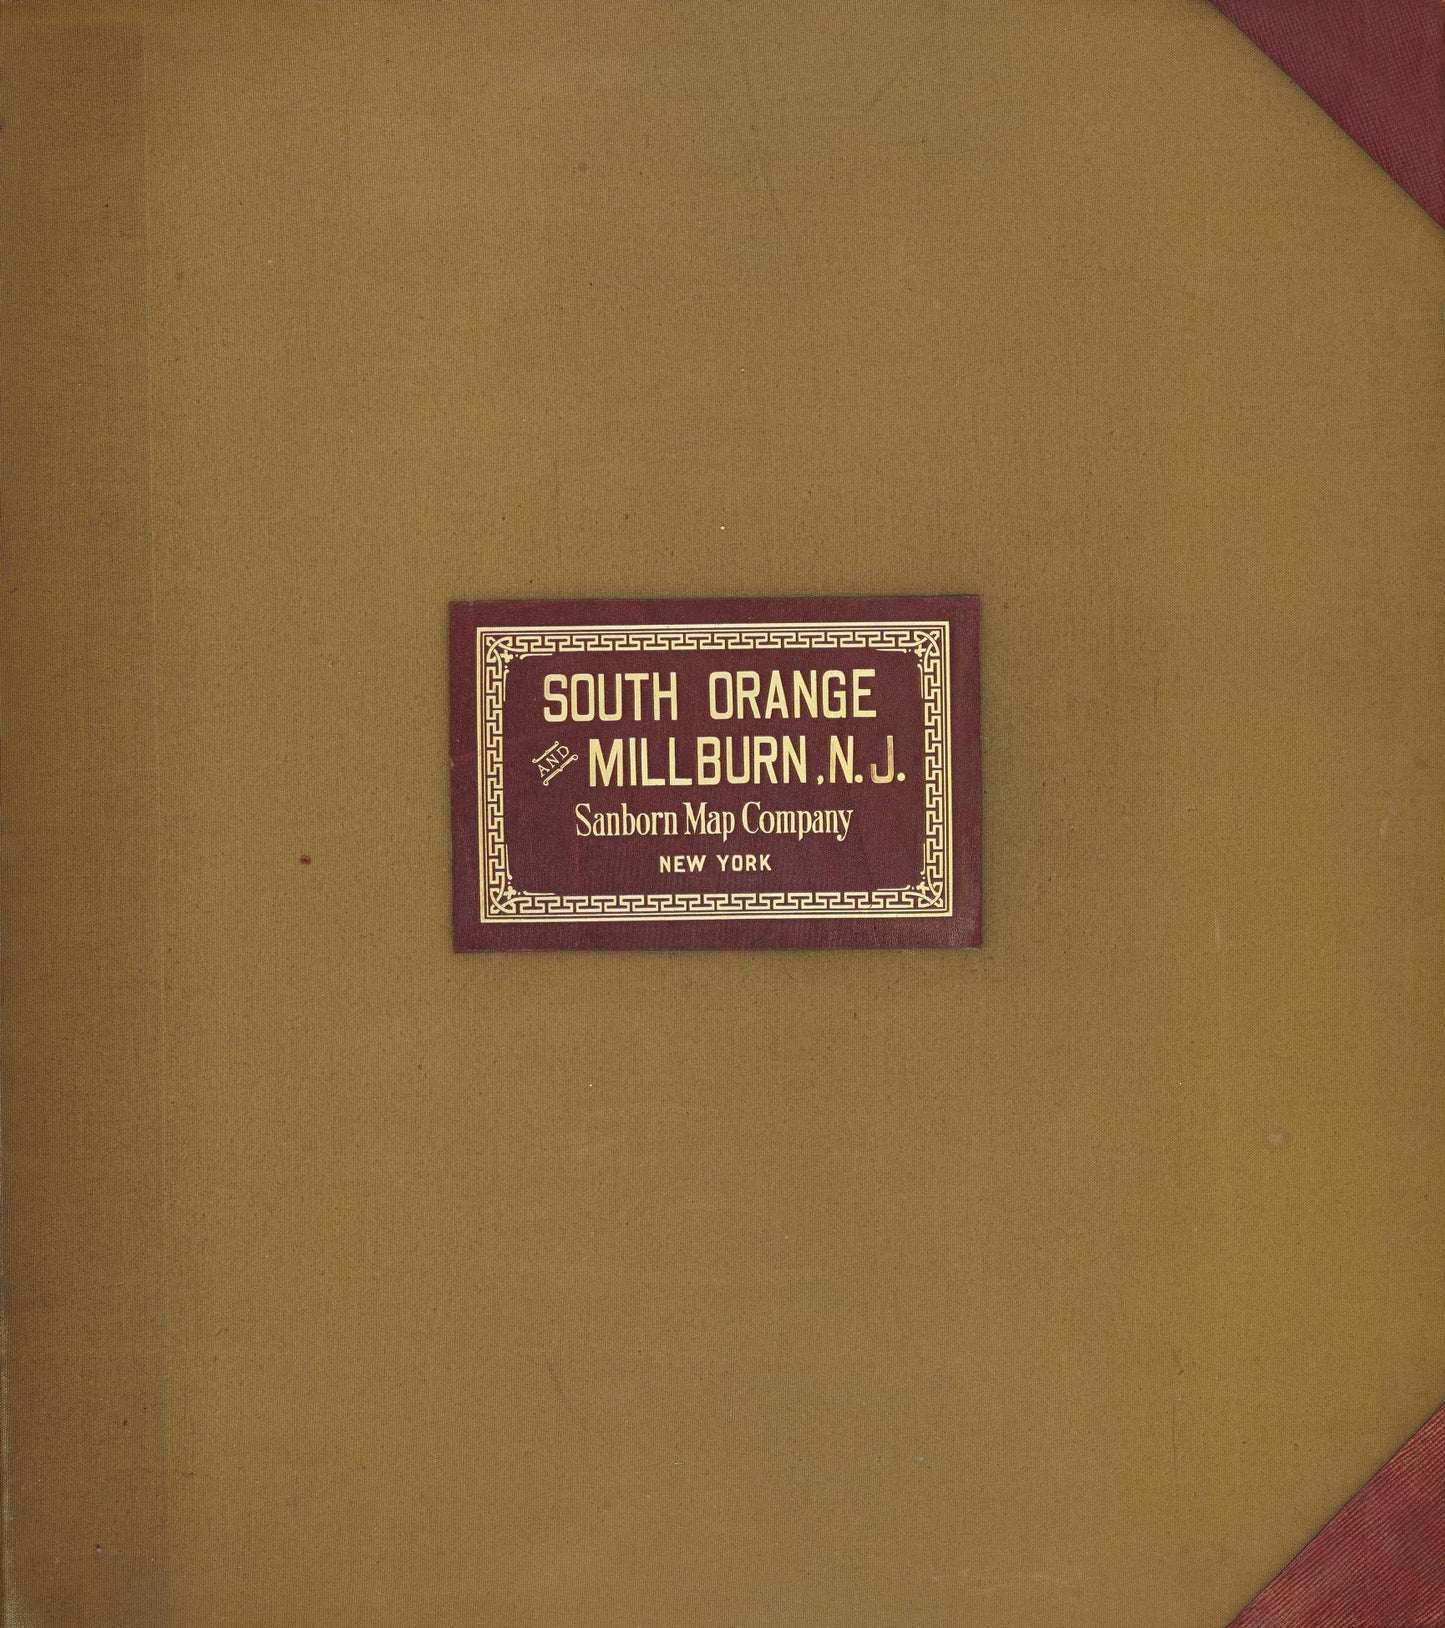 SOUTH ORANGE
AND MILLBURN, N.J.
Sanborn Map Company
NEW YORK